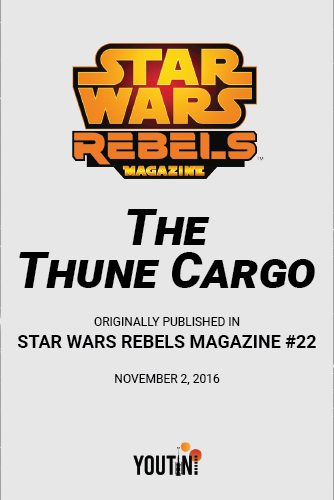 STAR
WARS
REBELS
™
MAGAZINE
THE
THUNE CARGO
ORIGINALLY PUBLISHED IN
STAR WARS REBELS MAGAZINE #22
NOVEMBER 2, 2016
YOUTINI